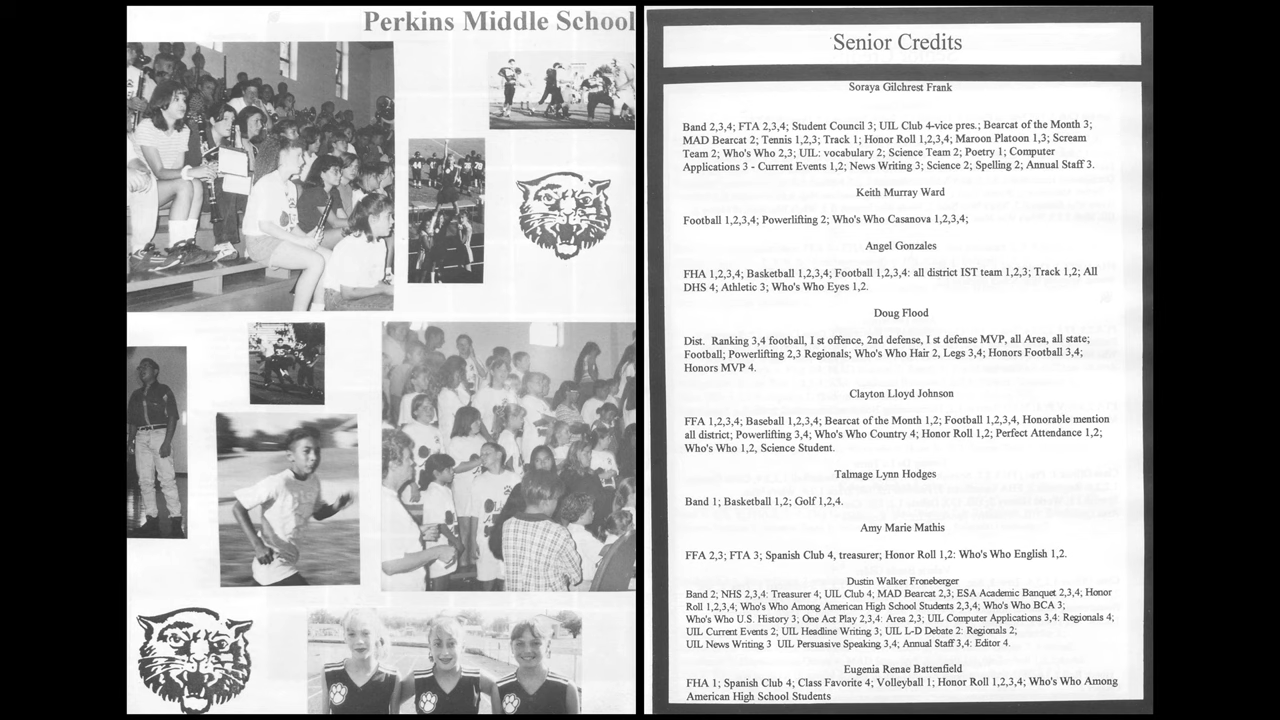 Perkins Middle School
Senior Credits
Soraya Gilchrest Frank
Band 2,3,4; FTA 2,3,4; Student Council 3; UIL Club 4-vice pres.; Bearcat of the Month 3;
MAD Bearcat 2; Tennis 1,2,3; Track 1; Honor Roll 1,2,3,4; Maroon Platoon 1,3; Scream
Team 2; Who's Who 2,3; UIL: vocabulary 2; Science Team 2; Poetry 1; Computer
Applications 3 - Current Events 1,2; News Writing 3; Science 2; Spelling 2; Annual Staff 3.
Keith Murray Ward
Football 1,2,3,4; Powerlifting 2; Who's Who Casanova 1,2,3,4;
Angel Gonzales
FHA 1,2,3,4; Basketball 1,2,3,4; Football 1,2,3,4: all district IST team 1,2,3; Track 1,2; All
DHS 4; Athletic 3; Who's Who Eyes 1,2.
Doug Flood
Dist. Ranking 3,4 football, I st offence, 2nd defense, I st defense MVP, all Area, all state;
Football; Powerlifting 2,3 Regionals; Who's Who Hair 2, Legs 3,4; Honors Football 3,4;
Honors MVP 4.
Clayton Lloyd Johnson
FFA 1,2,3,4; Baseball 1,2,3,4; Bearcat of the Month 1,2; Football 1,2,3,4, Honorable mention
all district; Powerlifting 3,4; Who's Who Country 4; Honor Roll 1,2; Perfect Attendance 1,2;
Who's Who 1,2, Science Student.
Talmage Lynn Hodges
Band 1; Basketball 1,2; Golf 1,2,4.
Amy Marie Mathis
FFA 2,3; FTA 3; Spanish Club 4, treasurer; Honor Roll 1,2: Who's Who English 1,2.
Dustin Walker Froneberger
Band 2; NHS 2,3,4: Treasurer 4; UIL Club 4; MAD Bearcat 2,3; ESA Academic Banquet 2,3,4; Honor
Roll 1,2,3,4; Who's Who Among American High School Students 2,3,4; Who's Who BCA 3;
Who's Who U.S. History 3; One Act Play 2,3,4: Area 2,3; UIL Computer Applications 3,4: Regionals 4;
UIL Current Events 2; UIL Headline Writing 3; UIL L-D Debate 2: Regionals 2;
UIL News Writing 3 UIL Persuasive Speaking 3,4; Annual Staff 3,4: Editor 4.
Eugenia Renae Battenfield
FHA 1; Spanish Club 4; Class Favorite 4; Volleyball 1; Honor Roll 1,2,3,4; Who's Who Among
American High School Students